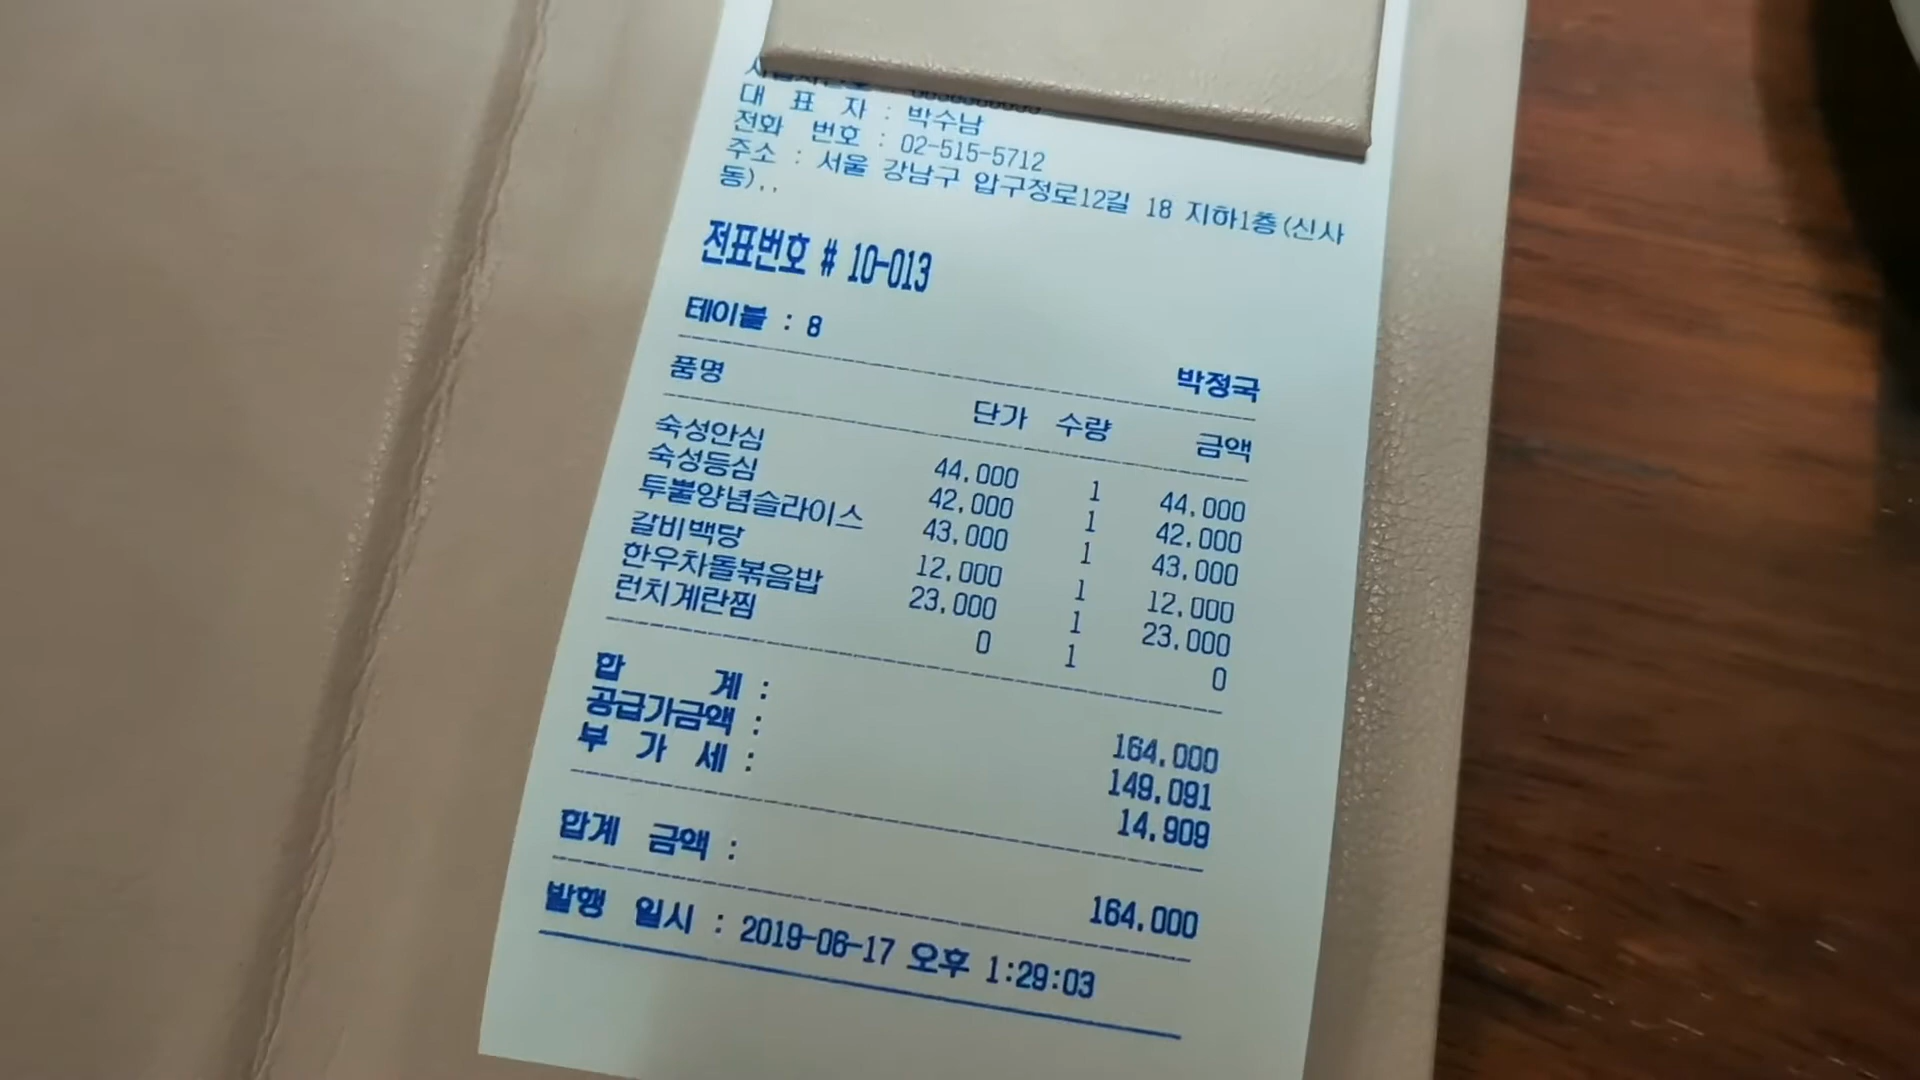 대 표 자 : 박수남
전화 번호 : 02-515-5712
주소 : 서울 강남구 압구정로12길 18 지하1층(신사
동)..
전표번호 # 10-013
테이블 : 8
박정국
품명 단가 수량 금액
숙성안심 44,000 1 44,000
숙성등심 42,000 1 42,000
투뿔양념슬라이스 43,000 1 43,000
갈비백탕 12,000 1 12,000
한우차돌볶음밥 23,000 1 23,000
런치계란찜 0 1 0
합 계 : 164,000
공급가금액 : 149,091
부 가 세 : 14,909
합계 금액 : 164,000
발행 일시 : 2019-06-17 오후 1:29:03